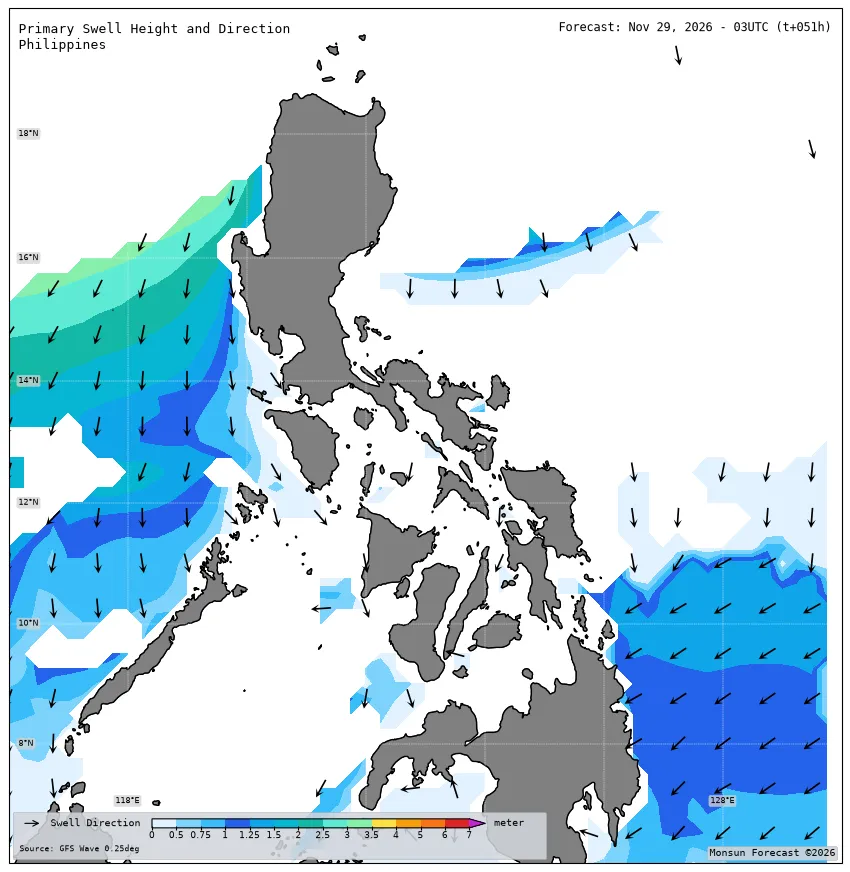 Primary Swell Height and Direction
Philippines
Forecast: Nov 29, 2026 - 03UTC (t+051h)
18°N
16°N
14°N
12°N
10°N
8°N
118°E
128°E
Swell Direction
0 0.5 0.75 1 1.25 1.5 2 2.5 3 3.5 4 5 6 7
meter
Source: GFS Wave 0.25deg
Monsun Forecast ©2026